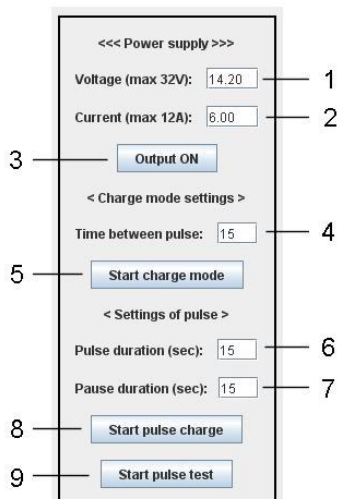 <<< Power supply >>>
Voltage (max 32V): 14.20 1
Current (max 12A): 6.00 2
3 Output ON
< Charge mode settings >
Time between pulse: 15 4
5 Start charge mode
< Settings of pulse >
Pulse duration (sec): 15 6
Pause duration (sec): 15 7
8 Start pulse charge
9 Start pulse test